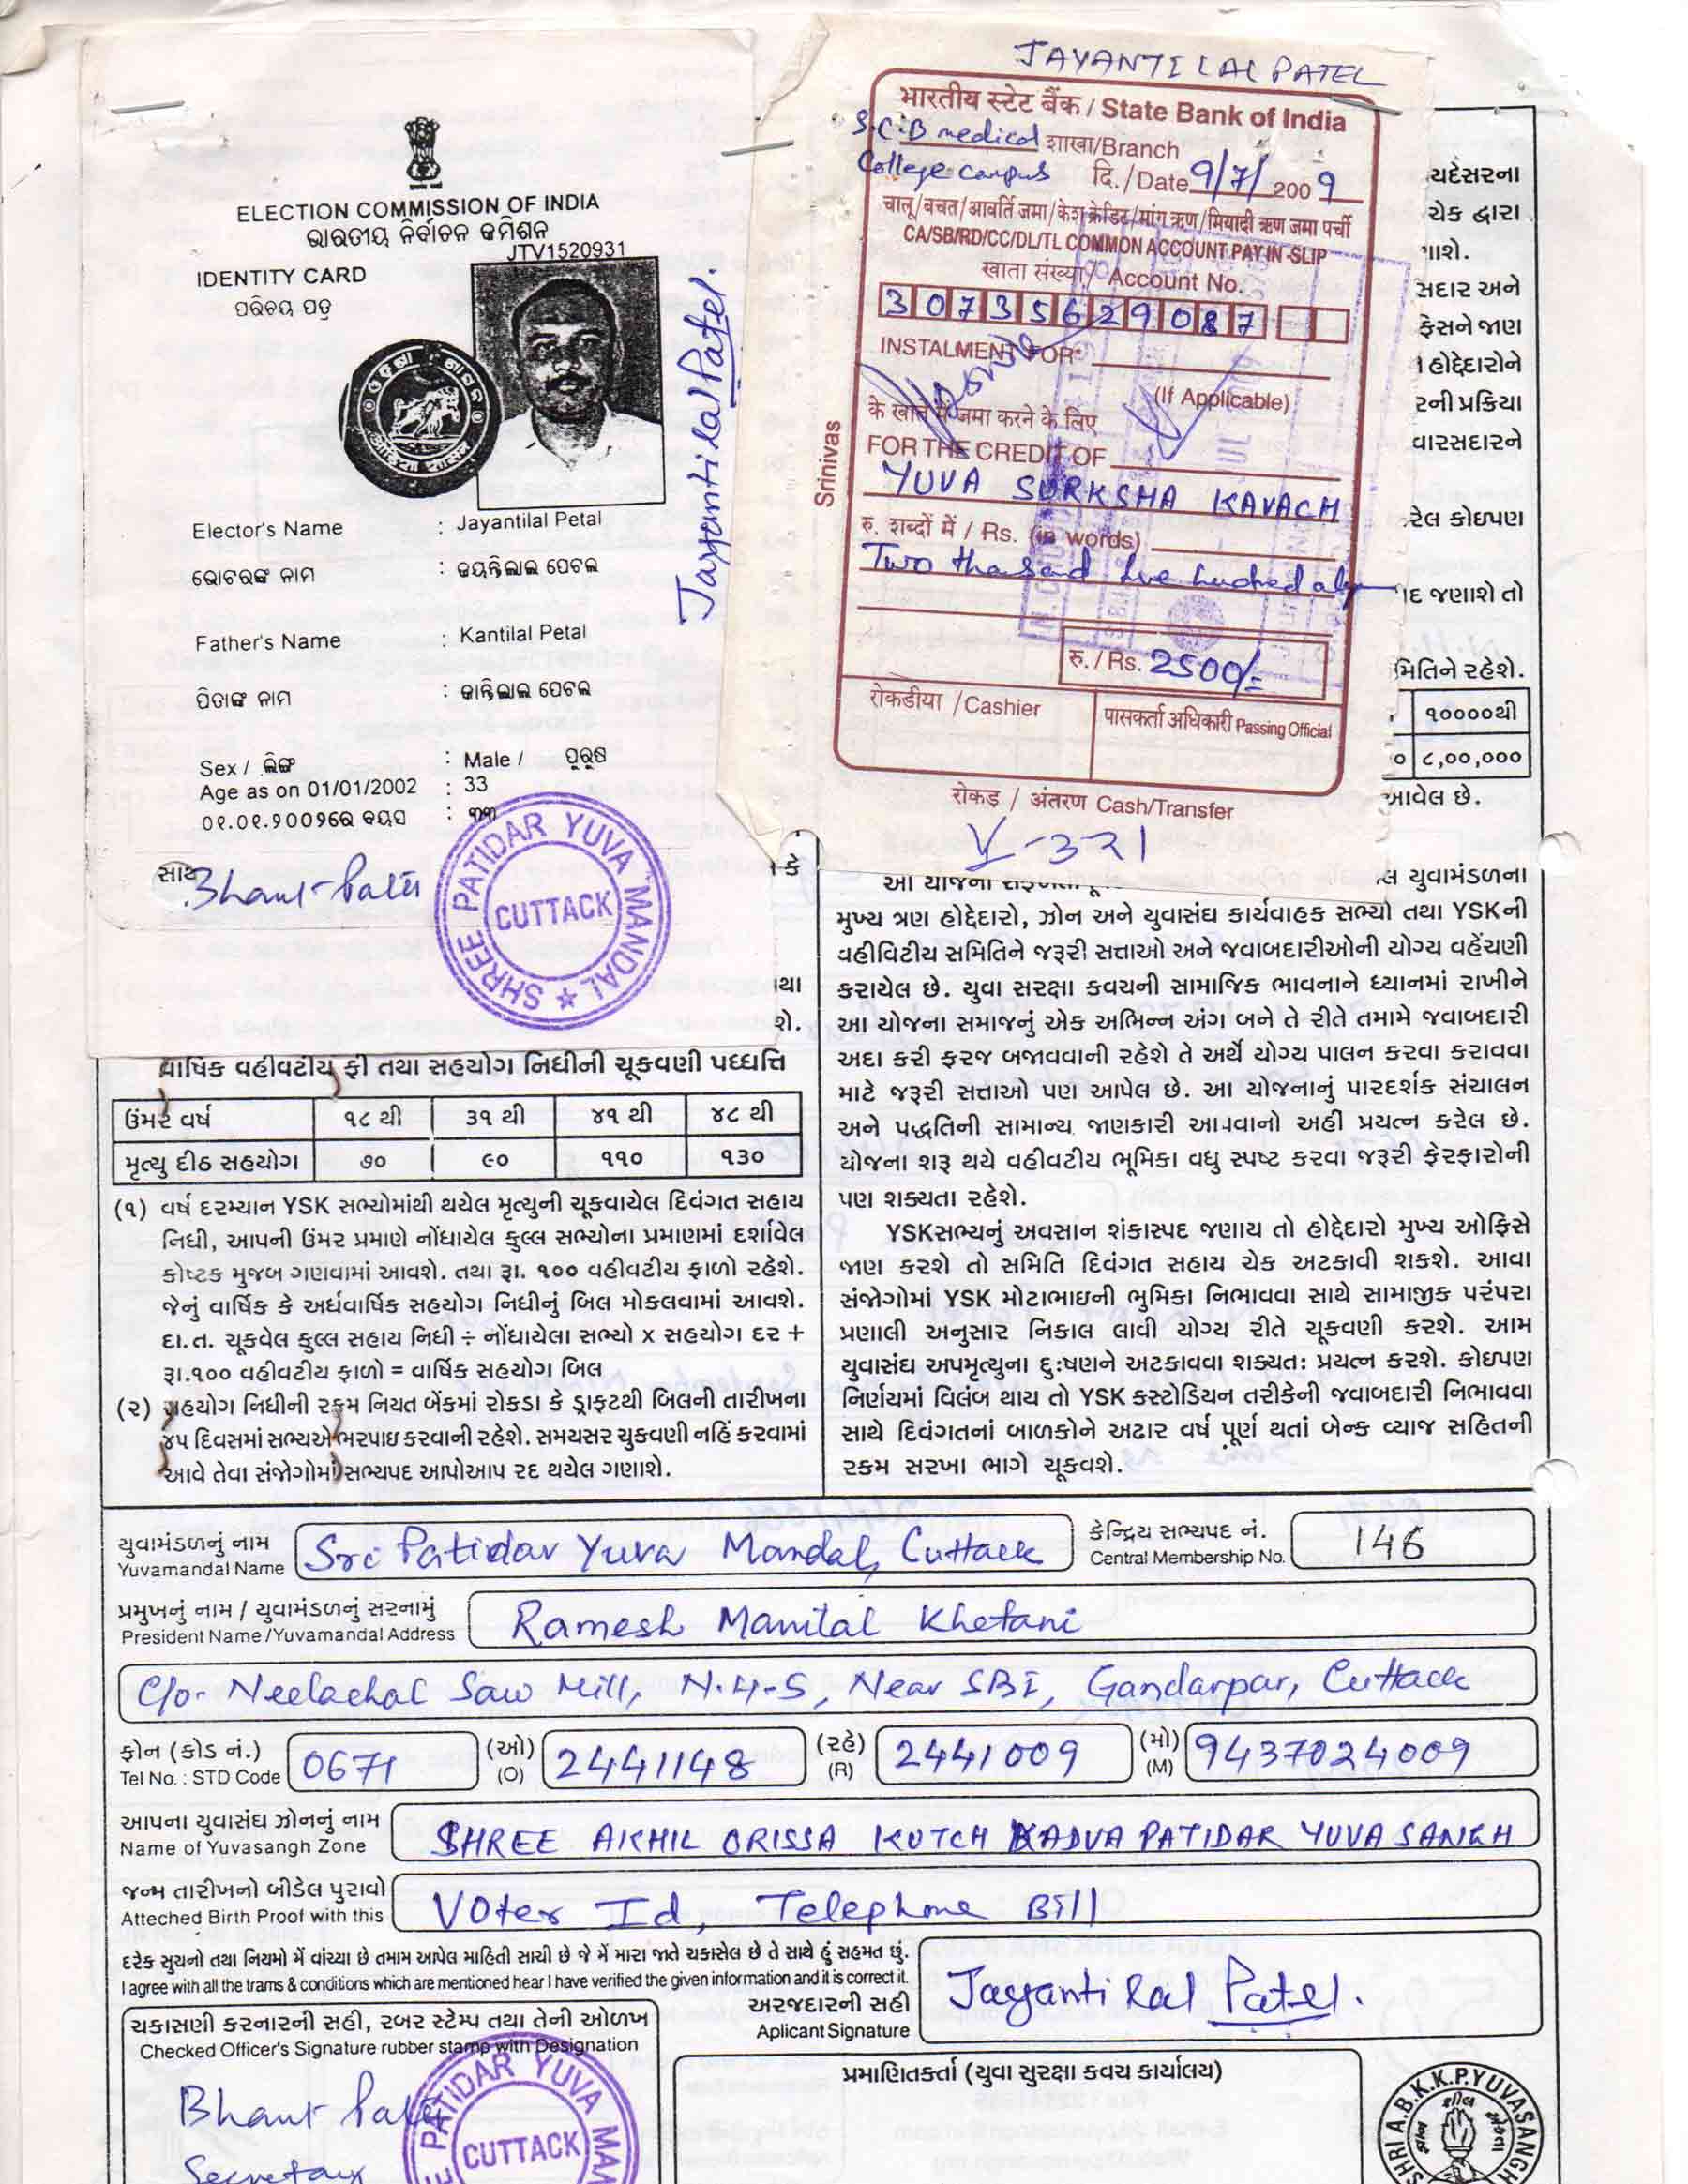 ELECTION COMMISSION OF INDIA
ଭାରତୀୟ ନିର୍ବାଚନ କମିଶନ
JTV1520931
IDENTITY CARD
ପରିଚୟ ପତ୍ର
Elector's Name : Jayantilal Petal
ଭୋଟରଙ୍କ ନାମ : ଜୟନ୍ତିଲାଲ ପେଟଲ
Father's Name : Kantilal Petal
ପିତାଙ୍କ ନାମ : କାନ୍ତିଲାଲ ପେଟଲ
Sex / ଲିଙ୍ଗ : Male / ପୁରୁଷ
Age as on 01/01/2002 : 33
Jayantilal Patel.
સાથ
SHREE PATIDAR YUVA MANDAL
CUTTACK
JAYANTILAL PATEL
भारतीय स्टेट बैंक / State Bank of India
S.C.B medical शाखा/Branch
College campus दि./Date 9/7/2009
चालू/बचत/आवर्ति जमा/केश क्रेडिट/मांग ऋण/मियादी ऋण जमा पर्ची
CA/SB/RD/CC/DL/TL COMMON ACCOUNT PAY IN-SLIP
खाता संख्या/ Account No.
30735629087
INSTALMENT FOR
(If Applicable)
के खाते में जमा करने के लिए
FOR THE CREDIT OF
YUVA SURKSHA KAVACH
रु. शब्दों में / Rs. (in words)
Two thousand five hundred only
रु. / Rs. 2500/=
रोकडीया /Cashier
पासकर्ता अधिकारी Passing Official
रोकड़ / अंतरण Cash/Transfer
V-321
Srinivas
યદેસરના
ચેક દ્વારા
ાશે.
સદાર અને
ફેસને જાણ
હોદ્દેદારોને
રની પ્રક્રિયા
વારસદારને
રેલ કોઇપણ
દ જણાશે તો
મિતિને રહેશે.
૧૦૦૦૦થી
૦ ૮,૦૦,૦૦૦
આવેલ છે.
કે
થા
શે.
વાર્ષિક વહીવટીય ફી તથા સહયોગ નિધીની ચૂકવણી પધ્ધતિ
ઉંમર વર્ષ ૧૮ થી ૩૧ થી ૪૧ થી ૪૮ થી
મૃત્યુ દીઠ સહયોગ ૭૦ ૯૦ ૧૧૦ ૧૩૦
(૧) વર્ષ દરમ્યાન YSK સભ્યોમાંથી થયેલ મૃત્યુની ચૂકવાયેલ દિવંગત સહાય
નિધી, આપની ઉંમર પ્રમાણે નોંધાયેલ કુલ્લ સભ્યોના પ્રમાણમાં દર્શાવેલ
કોષ્ટક મુજબ ગણવામાં આવશે. તથા રૂા. ૧૦૦ વહીવટીય ફાળો રહેશે.
જેનું વાર્ષિક કે અર્ધવાર્ષિક સહયોગ નિધીનું બિલ મોકલવામાં આવશે.
દા.ત. ચૂકવેલ કુલ્લ સહાય નિધી ÷ નોંધાયેલા સભ્યો x સહયોગ દર +
રૂા.૧૦૦ વહીવટીય ફાળો = વાર્ષિક સહયોગ બિલ
(૨) સહયોગ નિધીની રકમ નિયત બેંકમાં રોકડા કે ડ્રાફ્ટથી બિલની તારીખના
૪૫ દિવસમાં સભ્યએ ભરપાઇ કરવાની રહેશે. સમયસર ચુકવણી નહિં કરવામાં
આવે તેવા સંજોગોમાં સભ્યપદ આપોઆપ રદ થયેલ ગણાશે.
આ યોજના
લ યુવામંડળના
મુખ્ય ત્રણ હોદ્દેદારો, ઝોન અને યુવાસંઘ કાર્યવાહક સભ્યો તથા YSKની
વહીવિટીય સમિતિને જરૂરી સત્તાઓ અને જવાબદારીઓની યોગ્ય વહેંચણી
કરાયેલ છે. યુવા સરક્ષા કવચની સામાજિક ભાવનાને ધ્યાનમાં રાખીને
આ યોજના સમાજનું એક અભિન્ન અંગ બને તે રીતે તમામે જવાબદારી
અદા કરી ફરજ બજાવવાની રહેશે તે અર્થે યોગ્ય પાલન કરવા કરાવવા
માટે જરૂરી સત્તાઓ પણ આપેલ છે. આ યોજનાનું પારદર્શક સંચાલન
અને પદ્ધતિની સામાન્ય જાણકારી આપવાનો અહીં પ્રયત્ન કરેલ છે.
યોજના શરૂ થયે વહીવટીય ભૂમિકા વધુ સ્પષ્ટ કરવા જરૂરી ફેરફારોની
પણ શક્યતા રહેશે.
YSKસભ્યનું અવસાન શંકાસ્પદ જણાય તો હોદ્દેદારો મુખ્ય ઓફિસે
જાણ કરશે તો સમિતિ દિવંગત સહાય ચેક અટકાવી શકશે. આવા
સંજોગોમાં YSK મોટાભાઇની ભુમિકા નિભાવવા સાથે સામાજીક પરંપરા
પ્રણાલી અનુસાર નિકાલ લાવી યોગ્ય રીતે ચૂકવણી કરશે. આમ
યુવાસંઘ અપમૃત્યુના દુઃષણને અટકાવવા શક્યતઃ પ્રયત્ન કરશે. કોઇપણ
નિર્ણયમાં વિલંબ થાય તો YSK કસ્ટોડિયન તરીકેની જવાબદારી નિભાવવા
સાથે દિવંગતનાં બાળકોને અઢાર વર્ષ પૂર્ણ થતાં બેન્ક વ્યાજ સહિતની
રકમ સરખા ભાગે ચૂકવશે.
યુવામંડળનું નામ
Yuvamandal Name
Sri Patidar Yuva Mandal, Cuttack
કેન્દ્રિય સભ્યપદ નં.
Central Membership No.
146
પ્રમુખનું નામ / યુવામંડળનું સરનામું
President Name/Yuvamandal Address
Ramesh Manilal Khetani
C/o- Neelachal Saw Mill, N.H-5, Near SBI, Gandarpar, Cuttack
ફોન (કોડ નં.)
Tel No. : STD Code
0671
(ઓ)
(O)
2441148
(રહે)
(R)
2441009
(મો)
(M)
9437024009
આપના યુવાસંઘ ઝોનનું નામ
Name of Yuvasangh Zone
SHREE AKHIL ORISSA KUTCH KADVA PATIDAR YUVA SANGH
જન્મ તારીખનો બીડેલ પુરાવો
Atteched Birth Proof with this
Voter Id, Telephone Bill
દરેક સુચનો તથા નિયમો મેં વાંચ્યા છે તમામ આપેલ માહિતી સાચી છે જે મેં મારા જાતે ચકાસેલ છે તે સાથે હું સહમત છું.
I agree with all the trams & conditions which are mentioned hear I have verified the given information and it is correct it.
અરજદારની સહી
Aplicant Signature
Jayantilal Patel.
ચકાસણી કરનારની સહી, રબર સ્ટેમ્પ તથા તેની ઓળખ
Checked Officer's Signature rubber stamp with Designation
Secretary
PATIDAR YUVA MAN
CUTTACK
પ્રમાણિતકર્તા (યુવા સુરક્ષા કવચ કાર્યાલય)
SHRI A.B.K.K.P.YUVASANGH